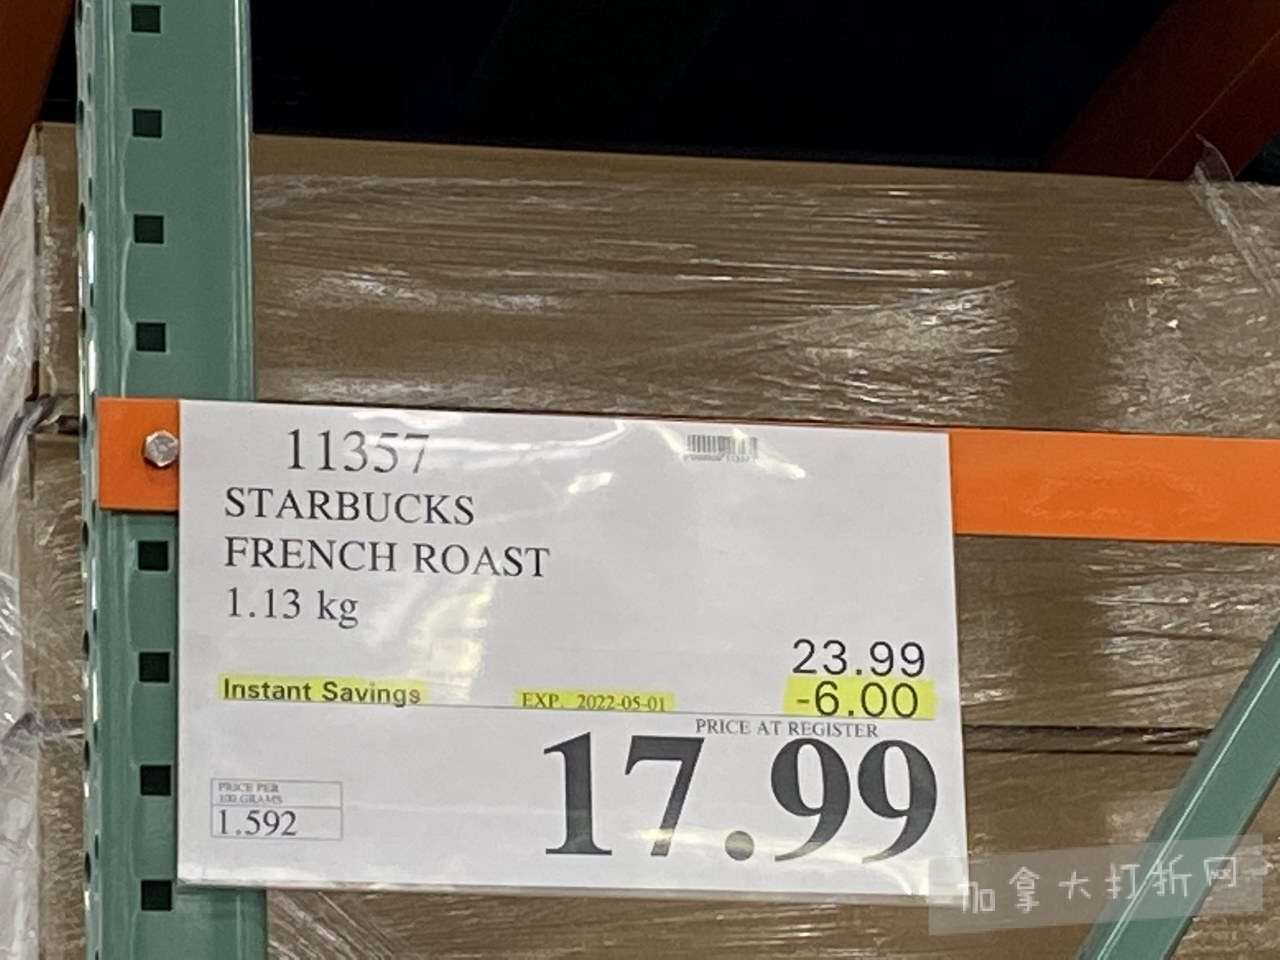 11357
STARBUCKS
FRENCH ROAST
1.13 kg
23.99
Instant Savings EXP. 2022-05-01 -6.00
PRICE AT REGISTER
17.99
PRICE PER
100 GRAMS
1.592
加拿大打折网